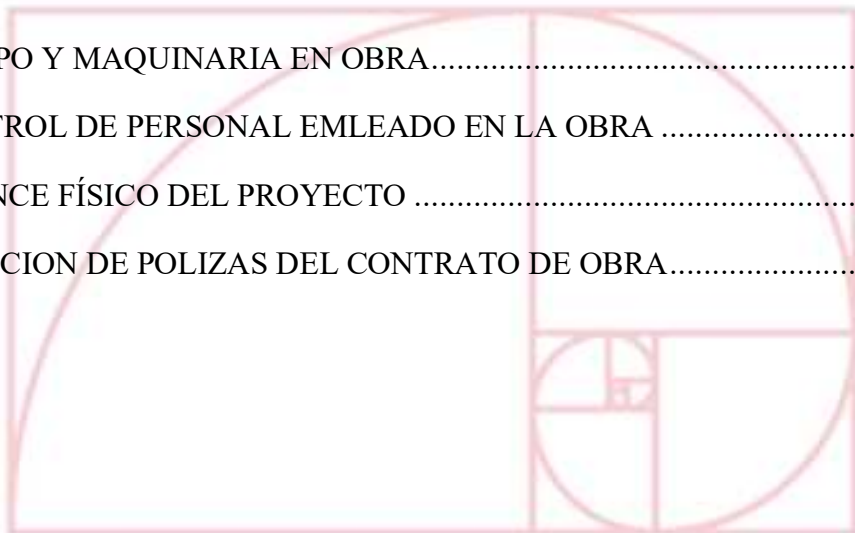 PO Y MAQUINARIA EN OBRA..................................................
TROL DE PERSONAL EMLEADO EN LA OBRA .......................
NCE FÍSICO DEL PROYECTO ....................................................
CION DE POLIZAS DEL CONTRATO DE OBRA.......................